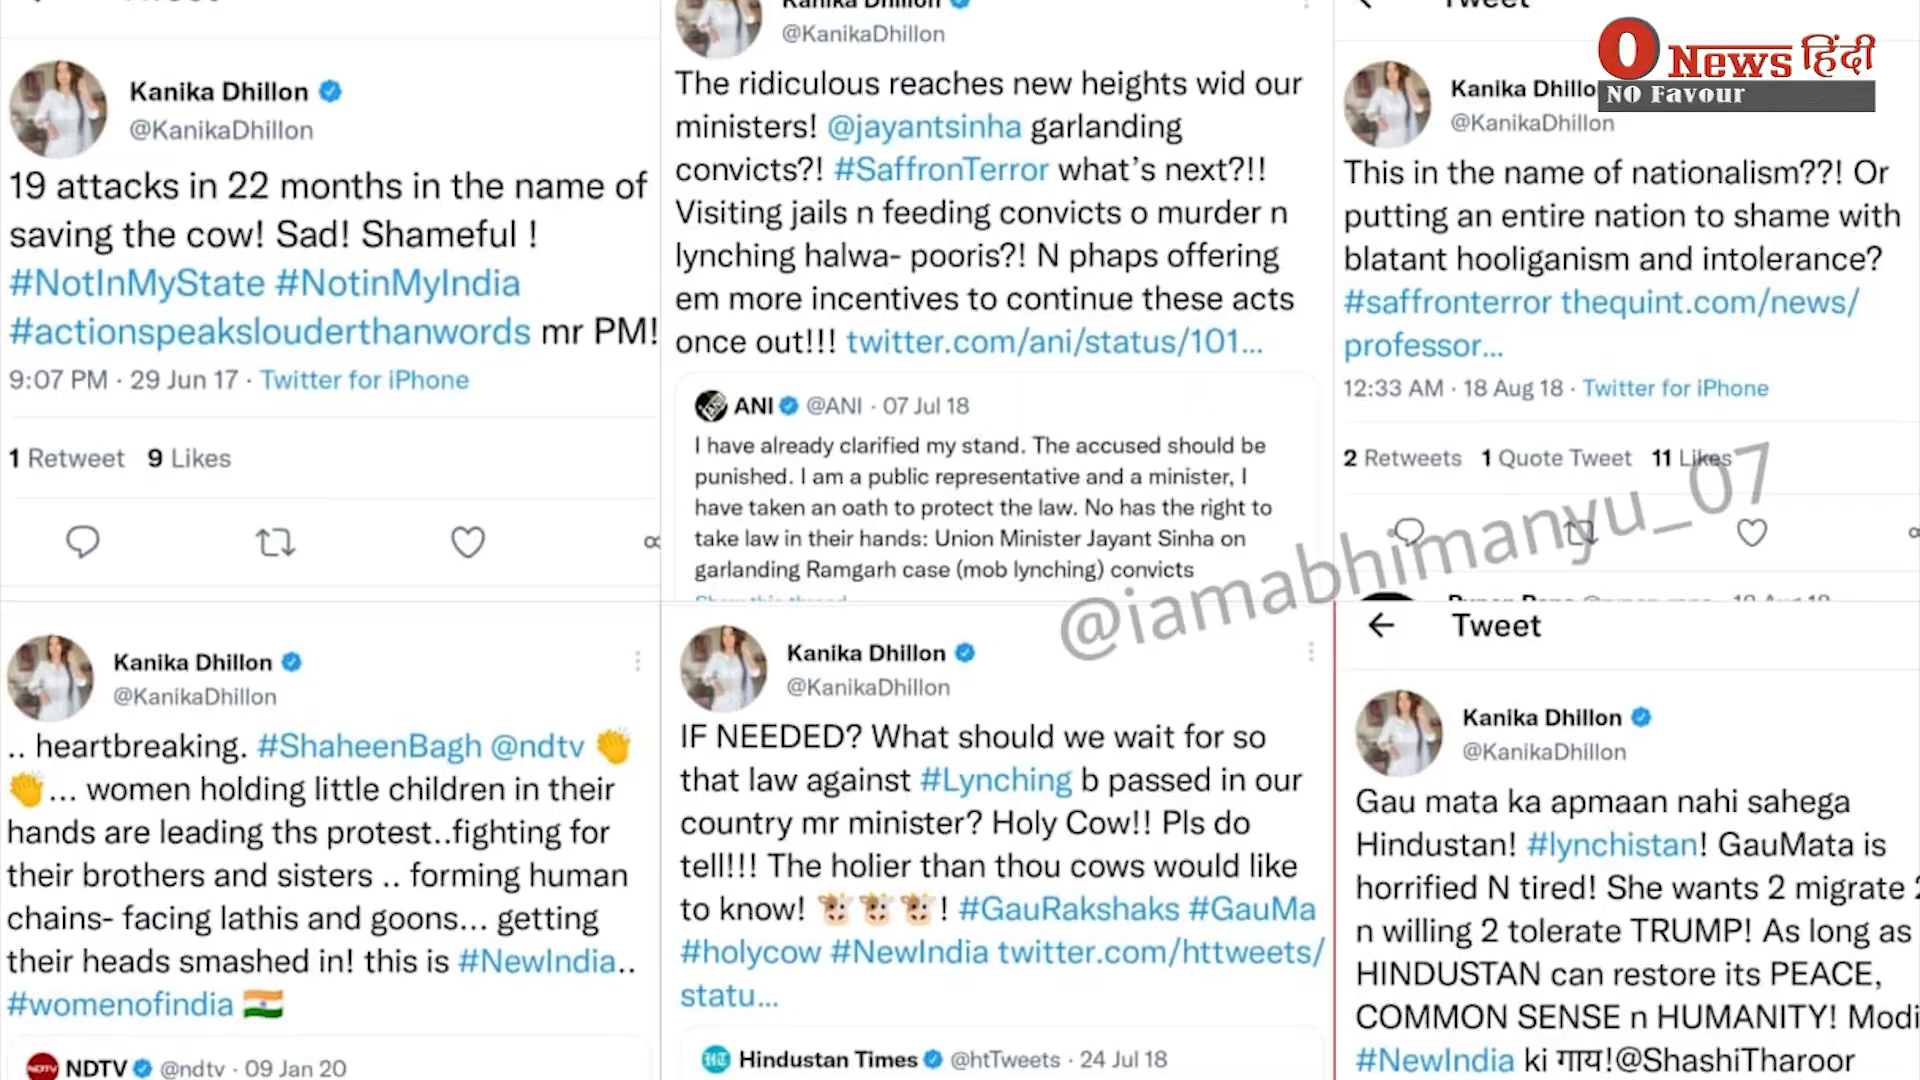 Kanika Dhillon
@KanikaDhillon
19 attacks in 22 months in the name of
saving the cow! Sad! Shameful !
#NotInMyState #NotinMyIndia
#actionspeakslouderthanwords mr PM!
9:07 PM · 29 Jun 17 · Twitter for iPhone
1 Retweet 9 Likes
Kanika Dhillon
@KanikaDhillon
The ridiculous reaches new heights wid our
ministers! @jayantsinha garlanding
convicts?! #SaffronTerror what's next?!!
Visiting jails n feeding convicts o murder n
lynching halwa- pooris?! N phaps offering
em more incentives to continue these acts
once out!!! twitter.com/ani/status/101...
ANI @ANI · 07 Jul 18
I have already clarified my stand. The accused should be
punished. I am a public representative and a minister, I
have taken an oath to protect the law. No has the right to
take law in their hands: Union Minister Jayant Sinha on
garlanding Ramgarh case (mob lynching) convicts
Tweet
O News हिंदी
NO Favour
Kanika Dhillo
@KanikaDhillon
This in the name of nationalism??! Or
putting an entire nation to shame with
blatant hooliganism and intolerance?
#saffronterror thequint.com/news/
professor...
12:33 AM · 18 Aug 18 · Twitter for iPhone
2 Retweets 1 Quote Tweet 11 Likes
@iamabhimanyu_07
Kanika Dhillon
@KanikaDhillon
.. heartbreaking. #ShaheenBagh @ndtv 👏
👏... women holding little children in their
hands are leading ths protest..fighting for
their brothers and sisters .. forming human
chains- facing lathis and goons... getting
their heads smashed in! this is #NewIndia..
#womenofindia 🇮🇳
NDTV @ndtv · 09 Jan 20
Kanika Dhillon
@KanikaDhillon
IF NEEDED? What should we wait for so
that law against #Lynching b passed in our
country mr minister? Holy Cow!! Pls do
tell!!! The holier than thou cows would like
to know! 🐮🐮🐮! #GauRakshaks #GauMa
#holycow #NewIndia twitter.com/httweets/
statu...
Hindustan Times @htTweets · 24 Jul 18
Tweet
Kanika Dhillon
@KanikaDhillon
Gau mata ka apmaan nahi sahega
Hindustan! #lynchistan! GauMata is
horrified N tired! She wants 2 migrate 2
n willing 2 tolerate TRUMP! As long as
HINDUSTAN can restore its PEACE,
COMMON SENSE n HUMANITY! Modi
#NewIndia ki गाय!@ShashiTharoor